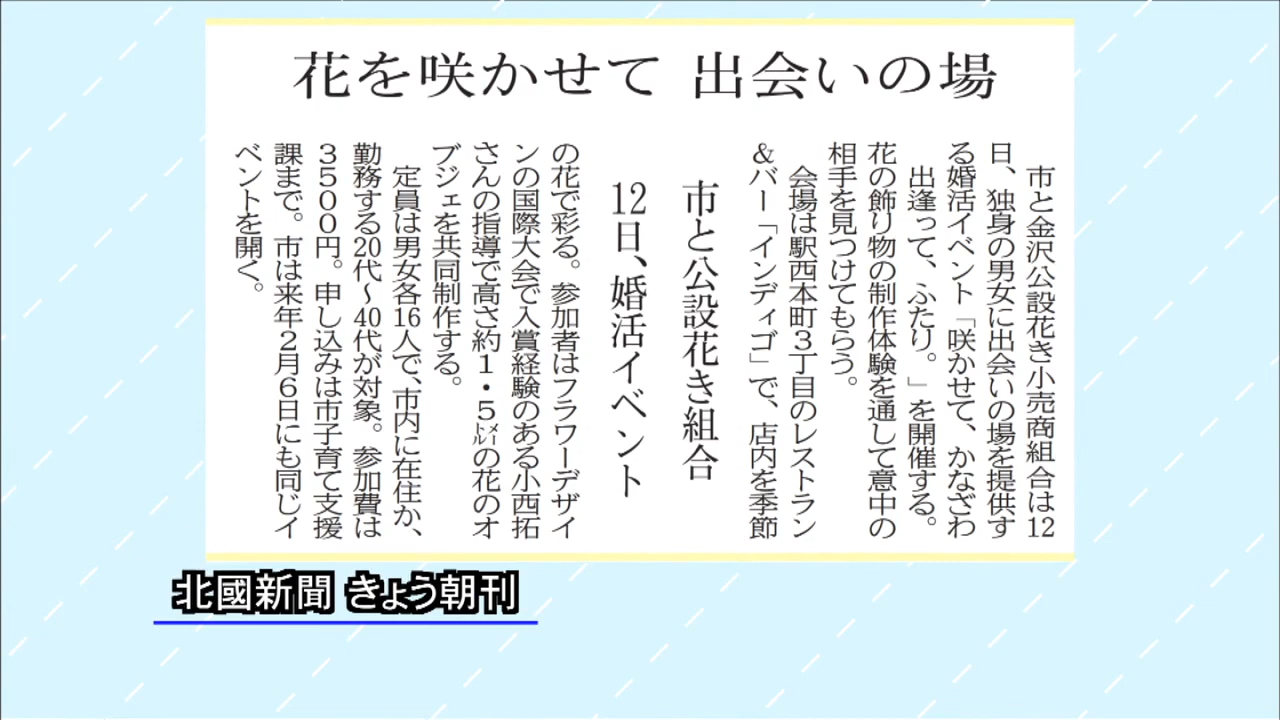 花を咲かせて 出会いの場
市と金沢公設花き小売商組合は12
日、独身の男女に出会いの場を提供す
る婚活イベント「咲かせて、かなざわ
出逢って、ふたり。」を開催する。
花の飾り物の制作体験を通して意中の
相手を見つけてもらう。
会場は駅西本町3丁目のレストラン
&バー「インディゴ」で、店内を季節
市と公設花き組合
12日、婚活イベント
の花で彩る。参加者はフラワーデザイ
ンの国際大会で入賞経験のある小西拓
さんの指導で高さ約1・5㍍の花のオ
ブジェを共同制作する。
定員は男女各16人で、市内に在住か、
勤務する20代〜40代が対象。参加費は
3500円。申し込みは市子育て支援
課まで。市は来年2月6日にも同じイ
ベントを開く。
北國新聞 きょう朝刊